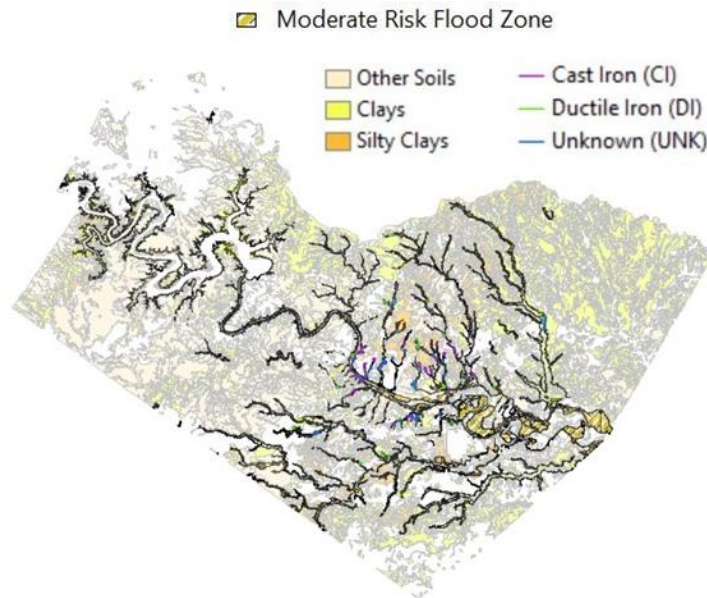 Moderate Risk Flood Zone
Other Soils
Clays
Silty Clays
Cast Iron (CI)
Ductile Iron (DI)
Unknown (UNK)